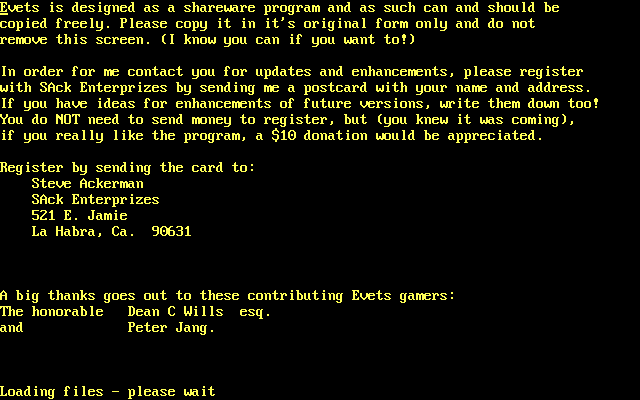 Evets is designed as a shareware program and as such can and should be
copied freely. Please copy it in it's original form only and do not
remove this screen. (I know you can if you want to!)
In order for me contact you for updates and enhancements, please register
with SAck Enterprizes by sending me a postcard with your name and address.
If you have ideas for enhancements of future versions, write them down too!
You do NOT need to send money to register, but (you knew it was coming),
if you really like the program, a $10 donation would be appreciated.
Register by sending the card to:
Steve Ackerman
SAck Enterprizes
521 E. Jamie
La Habra, Ca.  90631
A big thanks goes out to these contributing Evets gamers:
The honorable   Dean C Wills  esq.
and             Peter Jang.
Loading files - please wait